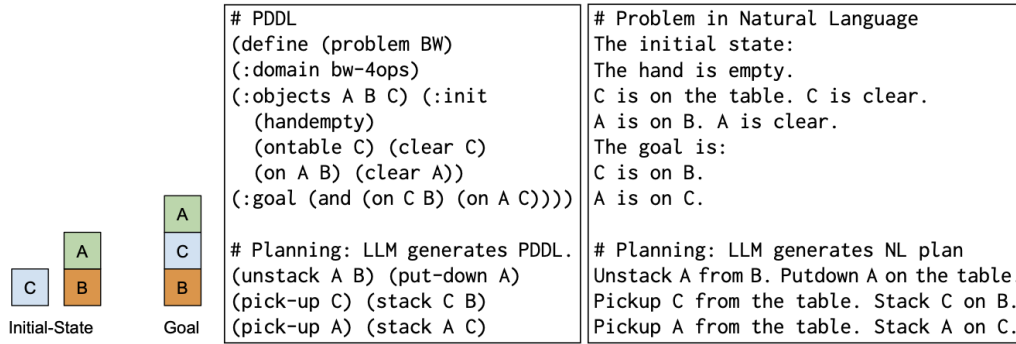 A
C
B
A
C
B
Initial-State
Goal
# PDDL
(define (problem BW)
(:domain bw-4ops)
(:objects A B C) (:init
(handempty)
(ontable C) (clear C)
(on A B) (clear A))
(:goal (and (on C B) (on A C))))
# Planning: LLM generates PDDL.
(unstack A B) (put-down A)
(pick-up C) (stack C B)
(pick-up A) (stack A C)
# Problem in Natural Language
The initial state:
The hand is empty.
C is on the table. C is clear.
A is on B. A is clear.
The goal is:
C is on B.
A is on C.
# Planning: LLM generates NL plan
Unstack A from B. Putdown A on the table.
Pickup C from the table. Stack C on B.
Pickup A from the table. Stack A on C.